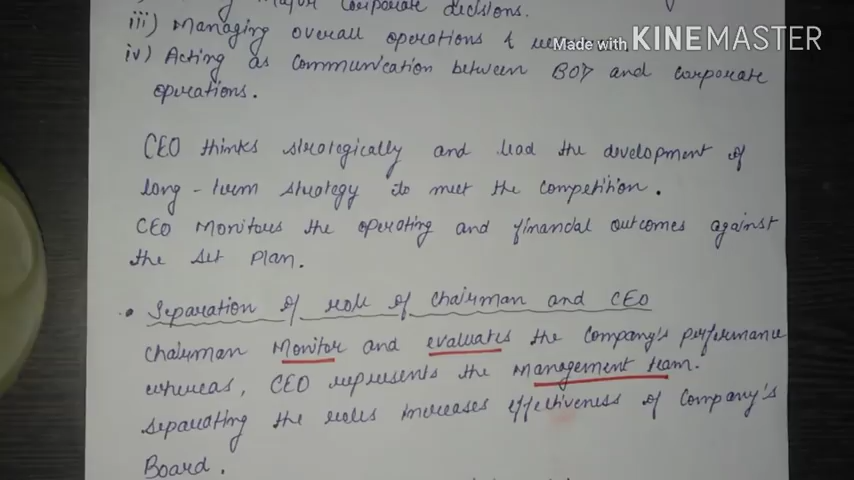 Major Corporate decisions.
iii) Managing overall operations &
Made with KINEMASTER
iv) Acting as Communication between BOD and corporate
operations.
CEO thinks strategically and lead the development of
long-term strategy to meet the competition.
CEO Monitors the operating and financial outcomes against
the set plan.
• Separation of role of Chairman and CEO
Chairman Monitor and evaluates the Company's performance
whereas, CEO represents the Management team.
Separating the roles increases effectiveness of Company's
Board.